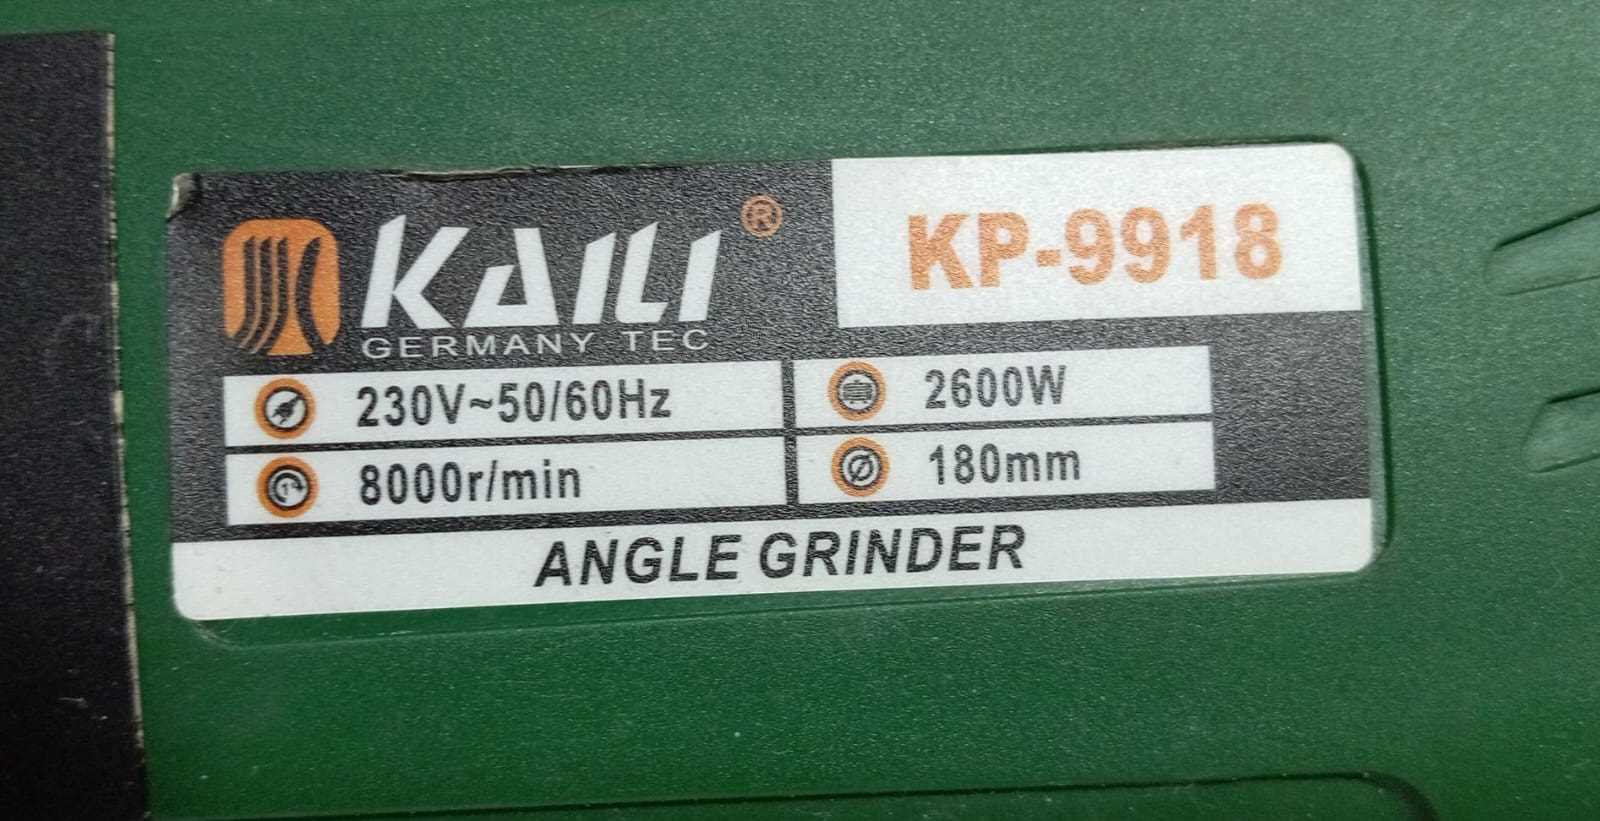 KAILI ®
GERMANY TEC
KP-9918
230V~50/60Hz
2600W
8000r/min
180mm
ANGLE GRINDER